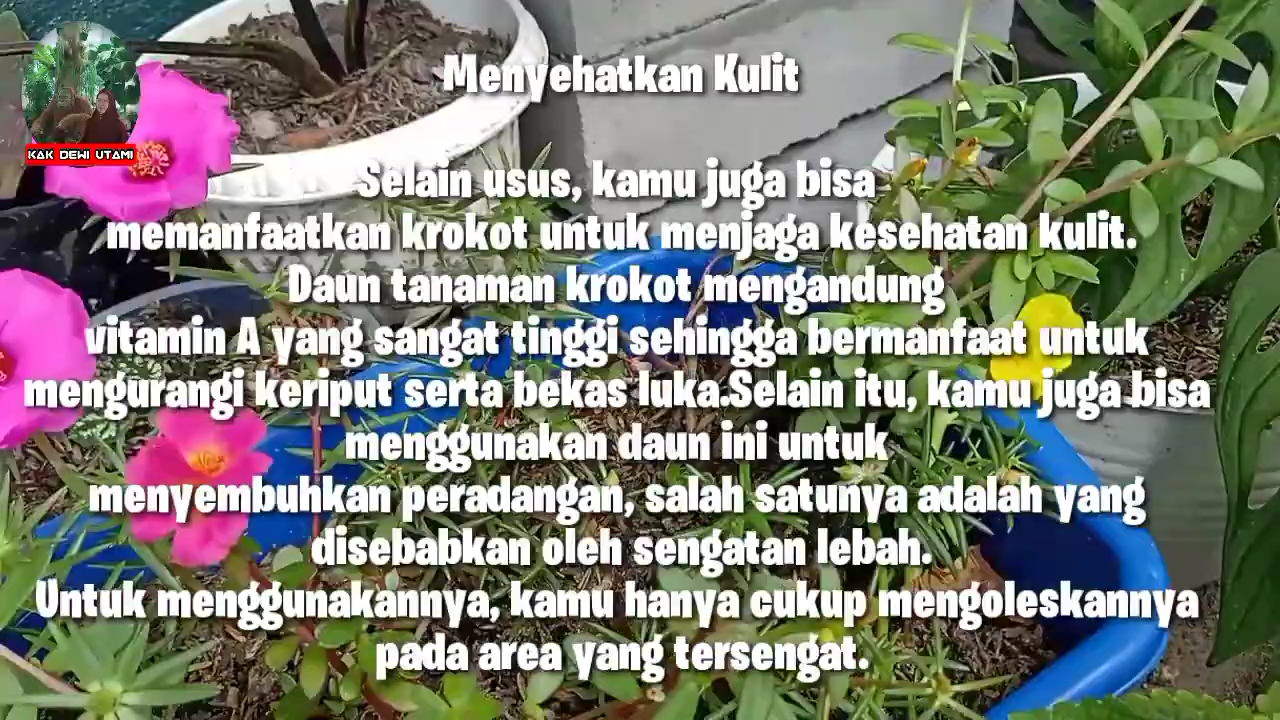 KAK DEWI UTAMI
Menyehatkan Kulit
Selain usus, kamu juga bisa
memanfaatkan krokot untuk menjaga kesehatan kulit.
Daun tanaman krokot mengandung
vitamin A yang sangat tinggi sehingga bermanfaat untuk
mengurangi keriput serta bekas luka.Selain itu, kamu juga bisa
menggunakan daun ini untuk
menyembuhkan peradangan, salah satunya adalah yang
disebabkan oleh sengatan lebah.
Untuk menggunakannya, kamu hanya cukup mengoleskannya
pada area yang tersengat.